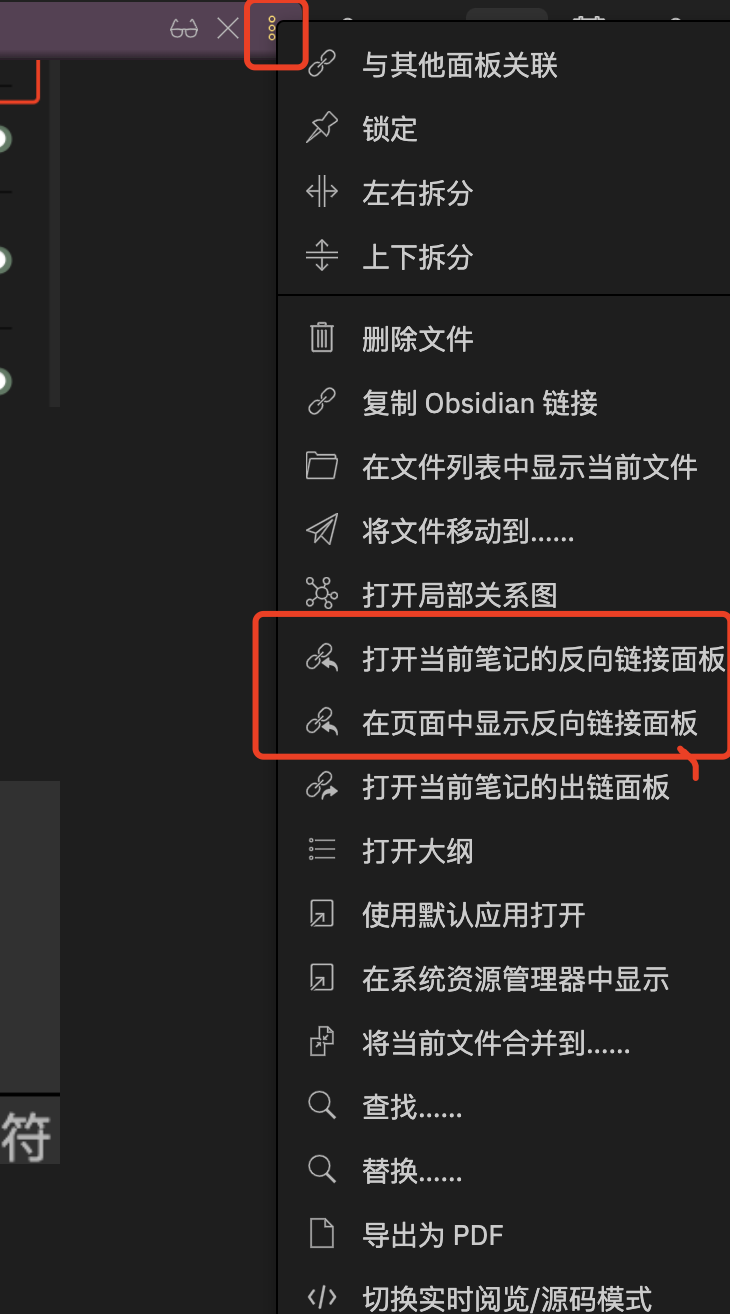 与其他面板关联
锁定
左右拆分
上下拆分
删除文件
复制 Obsidian 链接
在文件列表中显示当前文件
将文件移动到......
打开局部关系图
打开当前笔记的反向链接面板
在页面中显示反向链接面板
打开当前笔记的出链面板
打开大纲
使用默认应用打开
在系统资源管理器中显示
将当前文件合并到......
符
查找......
替换......
导出为 PDF
切换实时阅览/源码模式